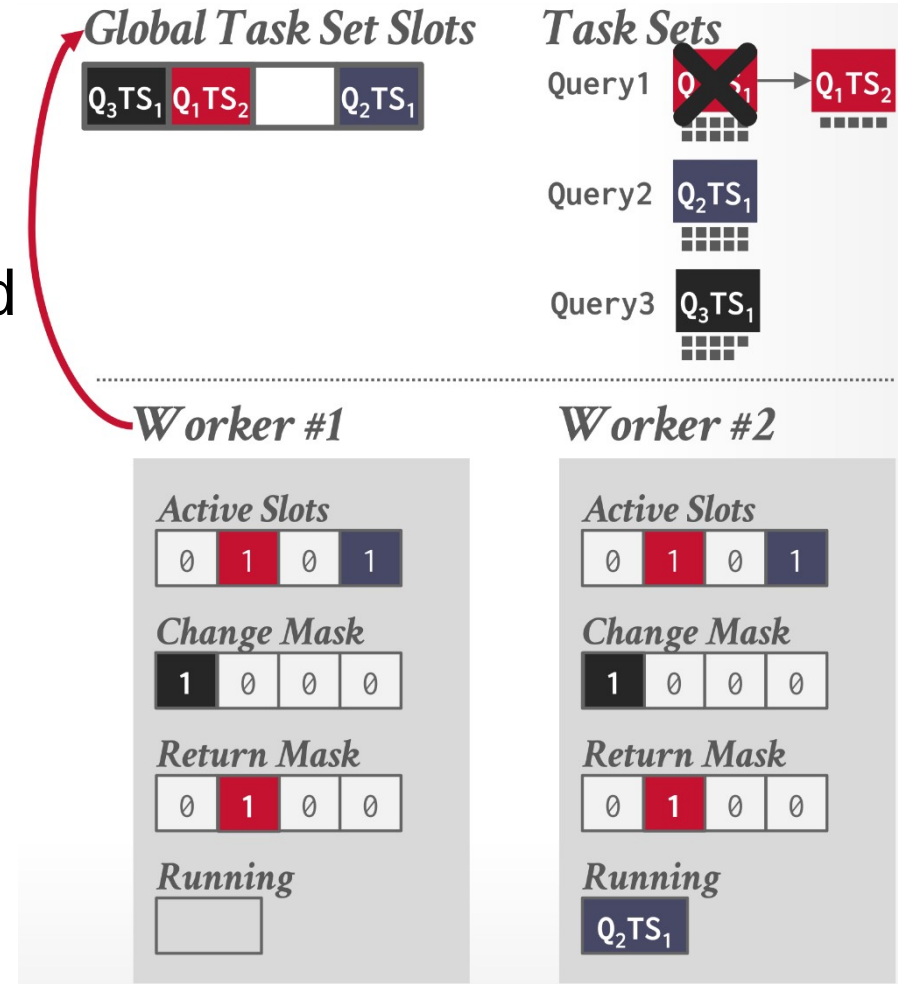 Global Task Set Slots
Q₃TS₁ Q₁TS₂ Q₂TS₁
Task Sets
Query1 Q₁TS₂
Query2 Q₂TS₁
Query3 Q₃TS₁
d
Worker #1
Active Slots
0 1 0 1
Change Mask
1 0 0 0
Return Mask
0 1 0 0
Running
Worker #2
Active Slots
0 1 0 1
Change Mask
1 0 0 0
Return Mask
0 1 0 0
Running
Q₂TS₁